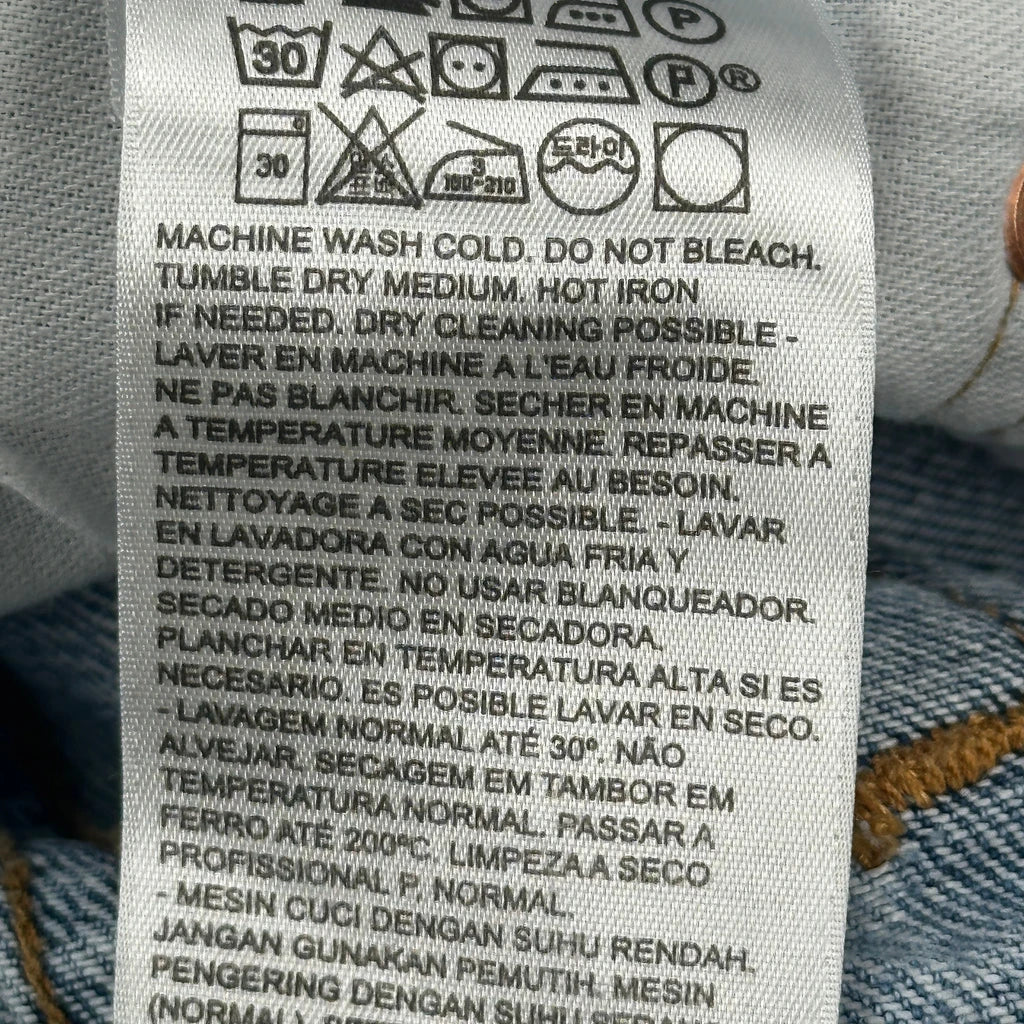 P
30 P ®
30 3 180-210 드라이
MACHINE WASH COLD. DO NOT BLEACH.
TUMBLE DRY MEDIUM. HOT IRON
IF NEEDED. DRY CLEANING POSSIBLE -
LAVER EN MACHINE A L'EAU FROIDE.
NE PAS BLANCHIR. SECHER EN MACHINE
A TEMPERATURE MOYENNE. REPASSER A
TEMPERATURE ELEVEE AU BESOIN.
NETTOYAGE A SEC POSSIBLE. - LAVAR
EN LAVADORA CON AGUA FRIA Y
DETERGENTE. NO USAR BLANQUEADOR.
SECADO MEDIO EN SECADORA.
PLANCHAR EN TEMPERATURA ALTA SI ES
NECESARIO. ES POSIBLE LAVAR EN SECO.
- LAVAGEM NORMAL ATÉ 30º. NÃO
ALVEJAR. SECAGEM EM TAMBOR EM
TEMPERATURA NORMAL. PASSAR A
FERRO ATÉ 200ºC. LIMPEZA A SECO
PROFISSIONAL P, NORMAL.
- MESIN CUCI DENGAN SUHU RENDAH.
JANGAN GUNAKAN PEMUTIH. MESIN
PENGERING DENGAN SUHU SEDANG
(NORMAL).